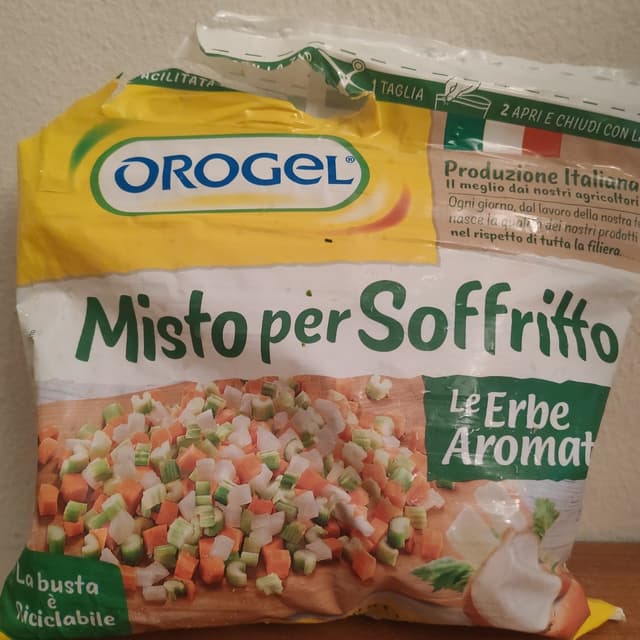 TAGLIA
2 APRI E CHIUDI CON
OROGEL®
Produzione Italiana
Il meglio dai nostri agricoltori
Ogni giorno, dal lavoro della nostra
nasce la qualità dei nostri prodotti
nel rispetto di tutta la filiera.
Misto per Soffritto
Le Erbe
Aromat
La busta
è
Riciclabile